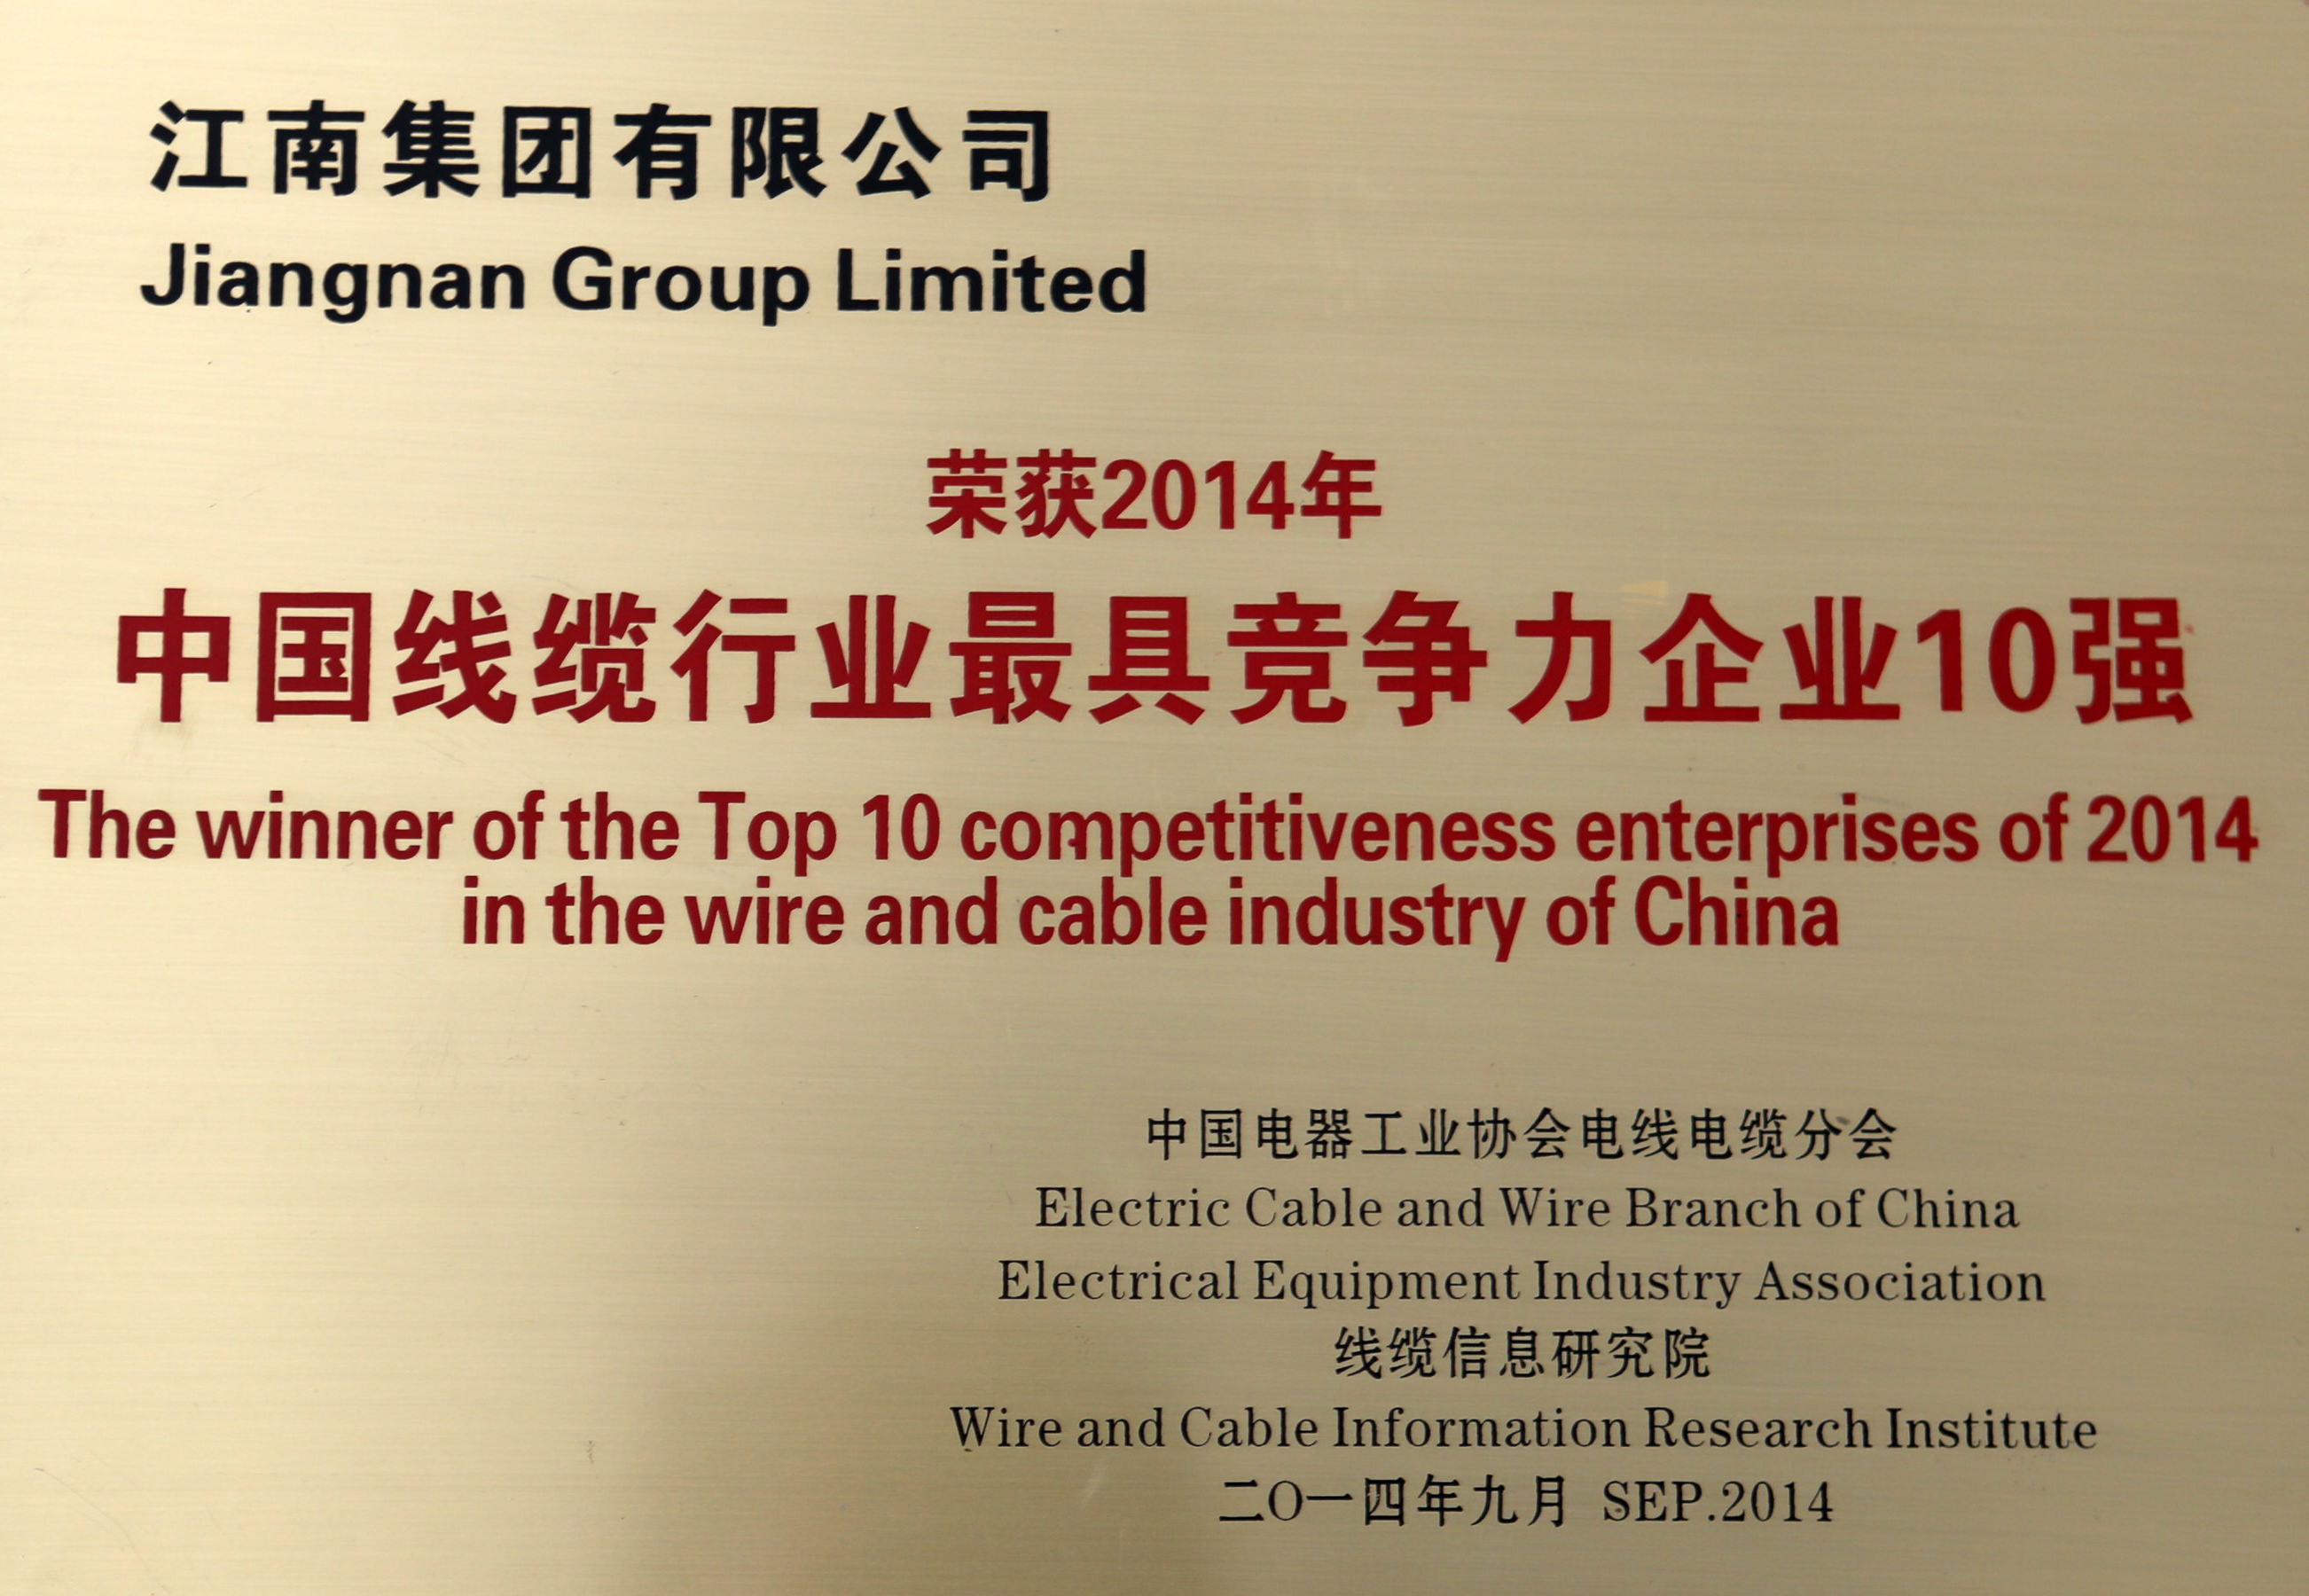 江南集团有限公司
Jiangnan Group Limited
荣获2014年
中国线缆行业最具竞争力企业10强
The winner of the Top 10 competitiveness enterprises of 2014
in the wire and cable industry of China
中国电器工业协会电线电缆分会
Electric Cable and Wire Branch of China
Electrical Equipment Industry Association
线缆信息研究院
Wire and Cable Information Research Institute
二〇一四年九月 SEP.2014